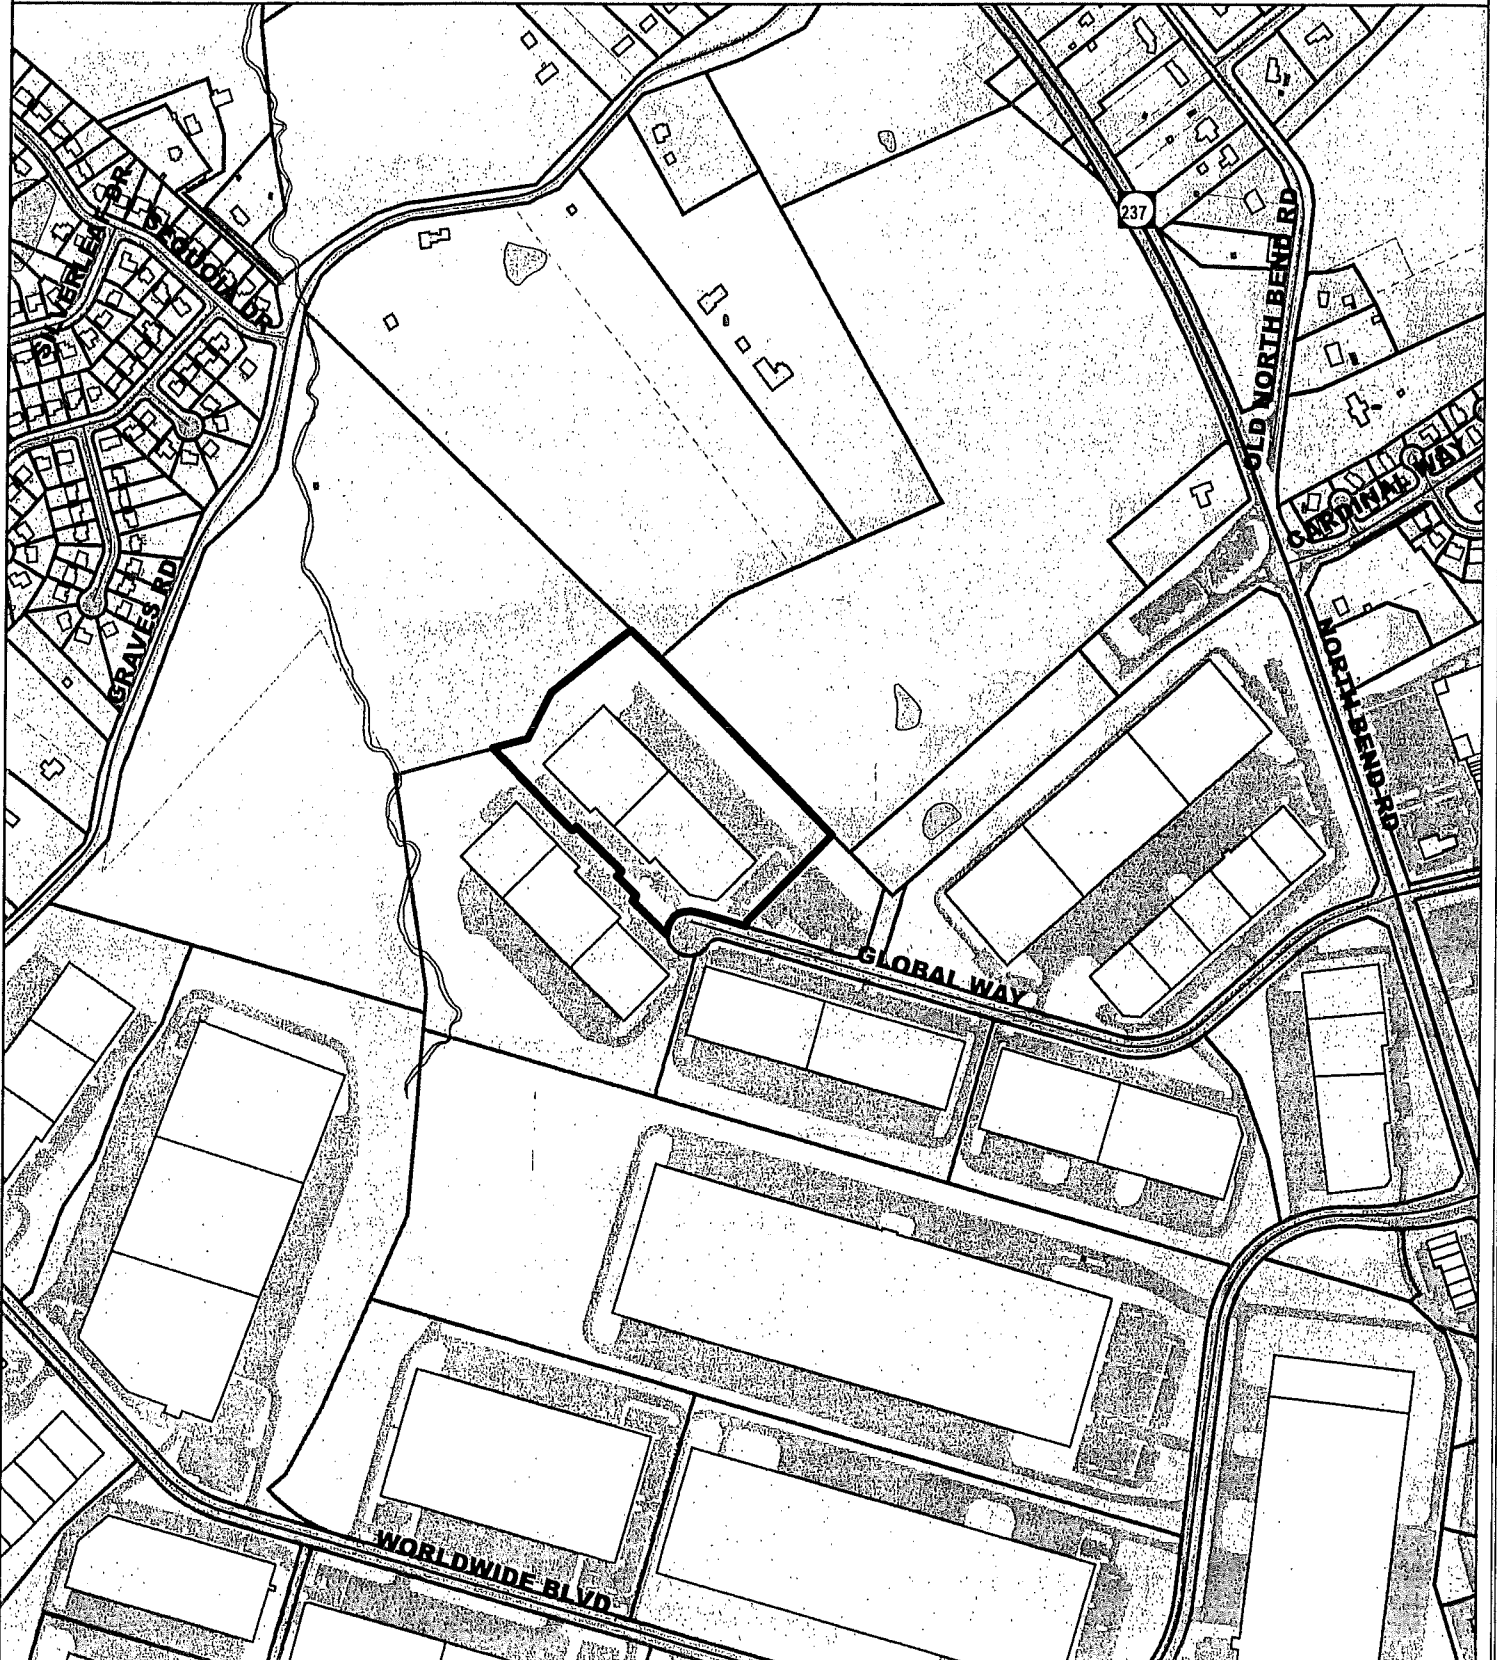 SILVERLEAF DR
SEQUOIA DR
237
OLD NORTH BEND RD
CARDINAL WAY
GRAVES RD
NORTH BEND RD
GLOBAL WAY
WORLDWIDE BLVD